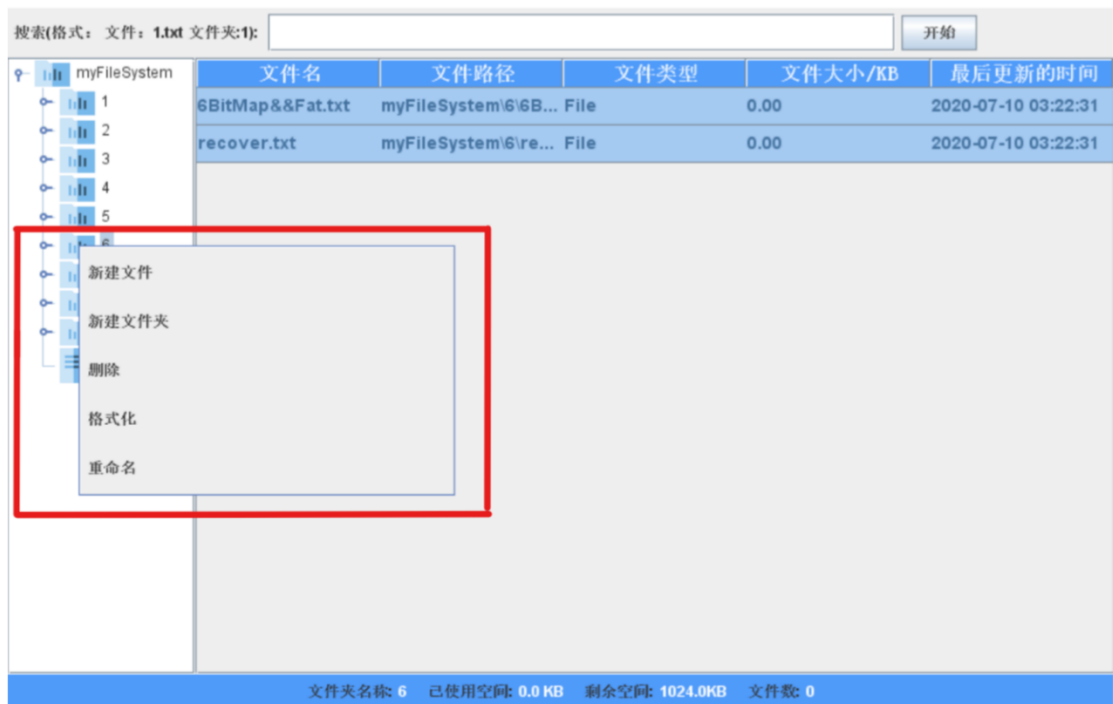 搜索(格式： 文件：1.txt 文件夹:1):
开始
myFileSystem
1
2
3
4
5
6
文件名 文件路径 文件类型 文件大小/KB 最后更新的时间
6BitMap&&Fat.txt myFileSystem\6\6B... File 0.00 2020-07-10 03:22:31
recover.txt myFileSystem\6\re... File 0.00 2020-07-10 03:22:31
新建文件
新建文件夹
删除
格式化
重命名
文件夹名称: 6 已使用空间: 0.0 KB 剩余空间: 1024.0KB 文件数: 0